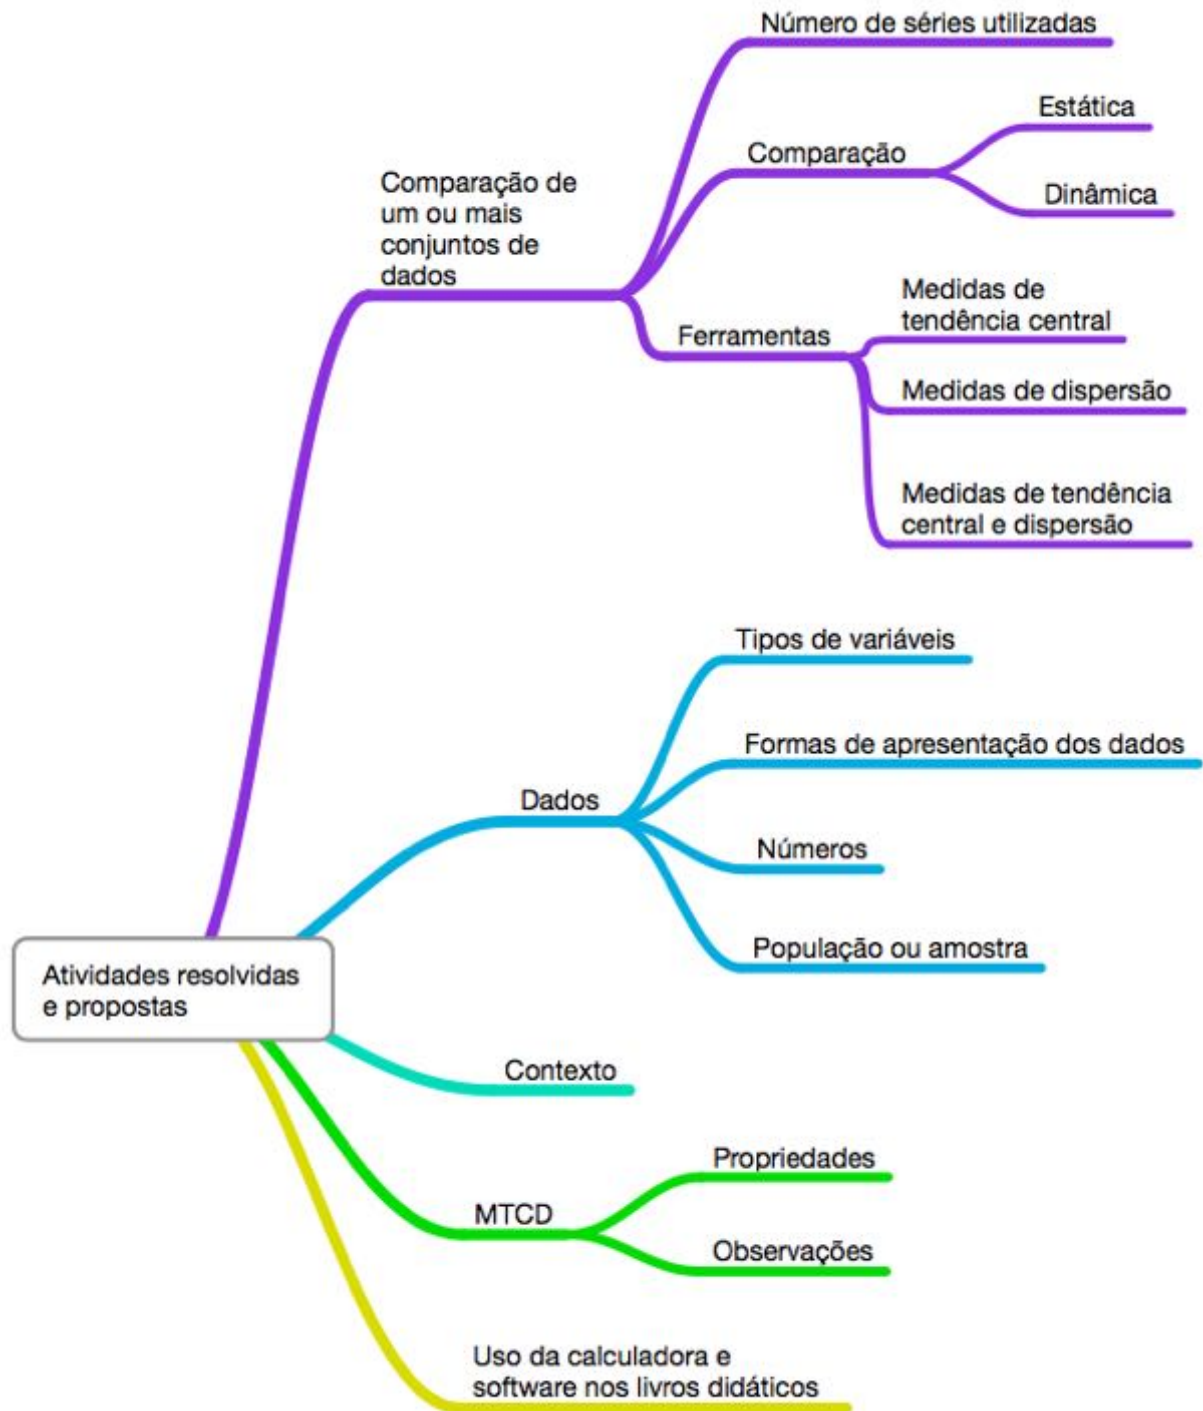 Número de séries utilizadas
Estática
Comparação
Dinâmica
Comparação de
um ou mais
conjuntos de
dados
Medidas de
tendência central
Ferramentas
Medidas de dispersão
Medidas de tendência
central e dispersão
Tipos de variáveis
Formas de apresentação dos dados
Dados
Números
População ou amostra
Atividades resolvidas
e propostas
Contexto
Propriedades
MTCD
Observações
Uso da calculadora e
software nos livros didáticos